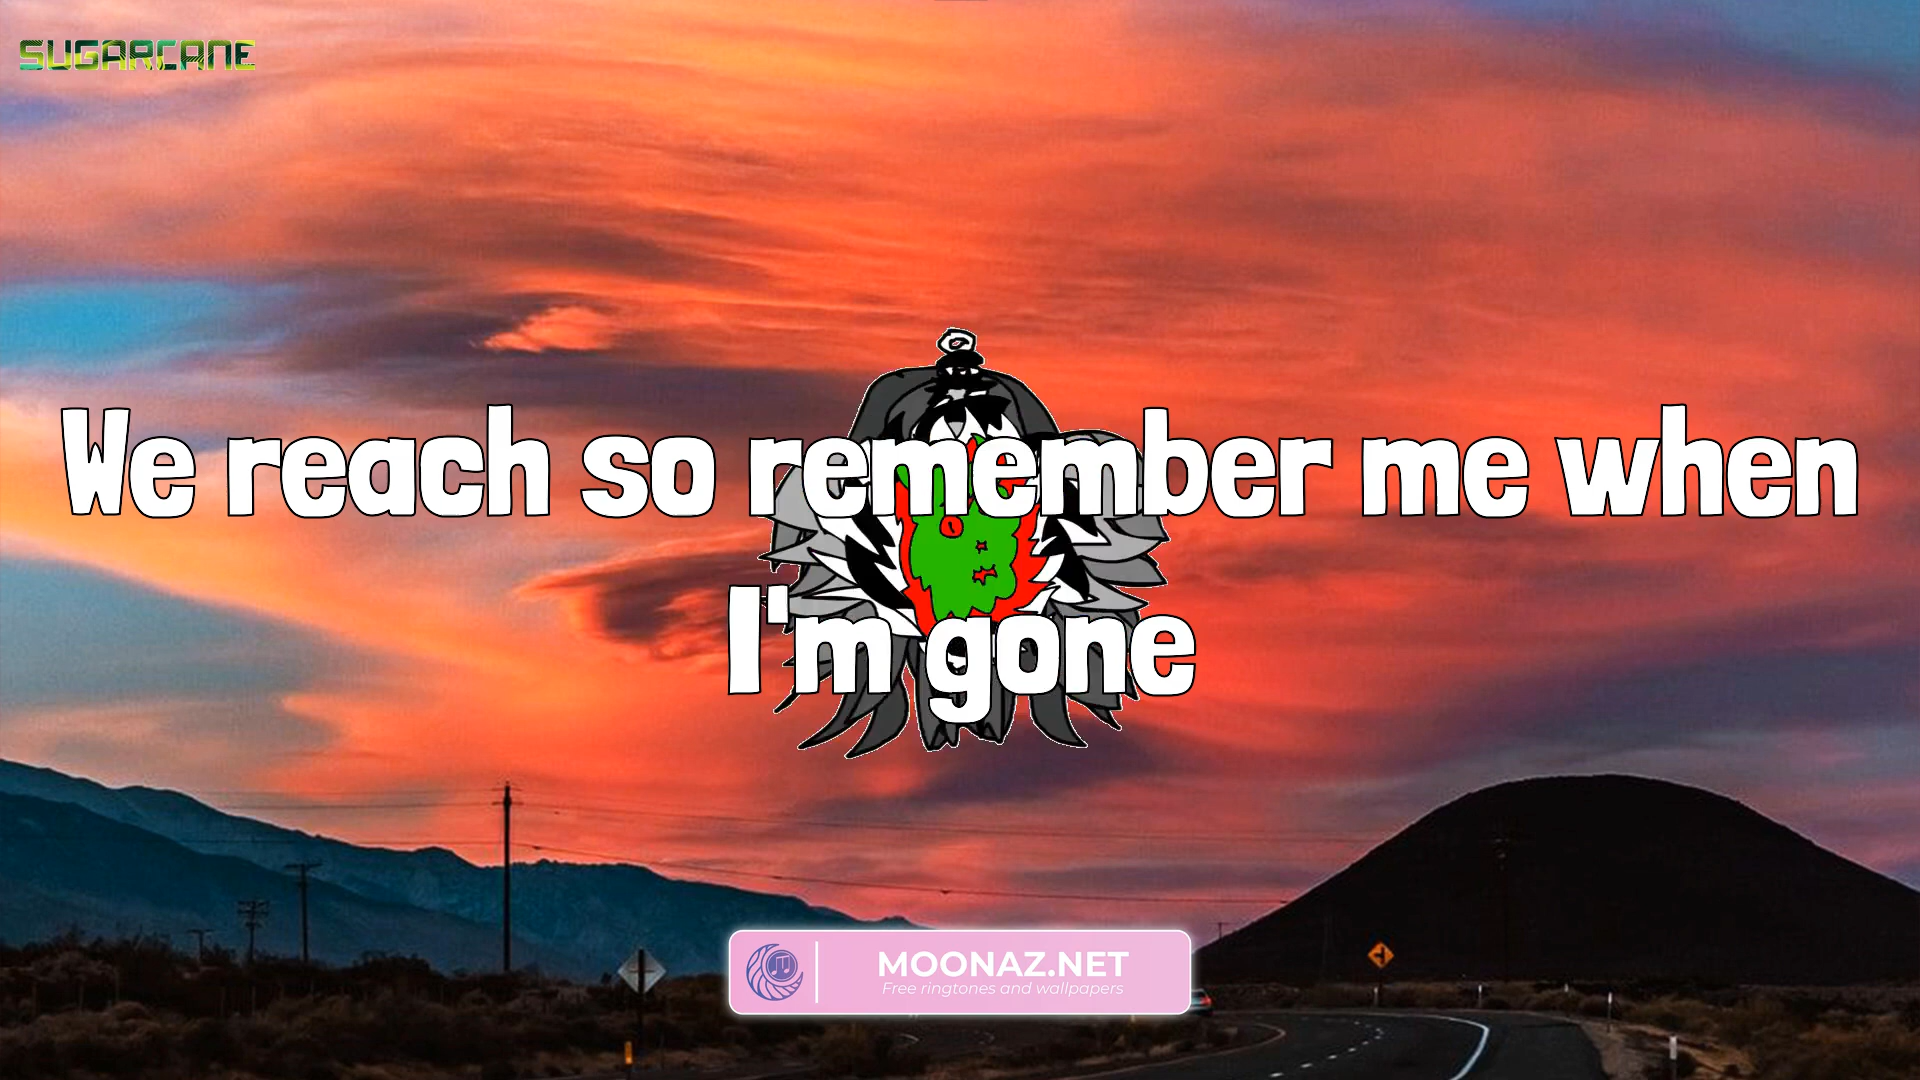 SUGARCANE
We reach so remember me when
I'm gone
MOONAZ.NET
Free ringtones and wallpapers